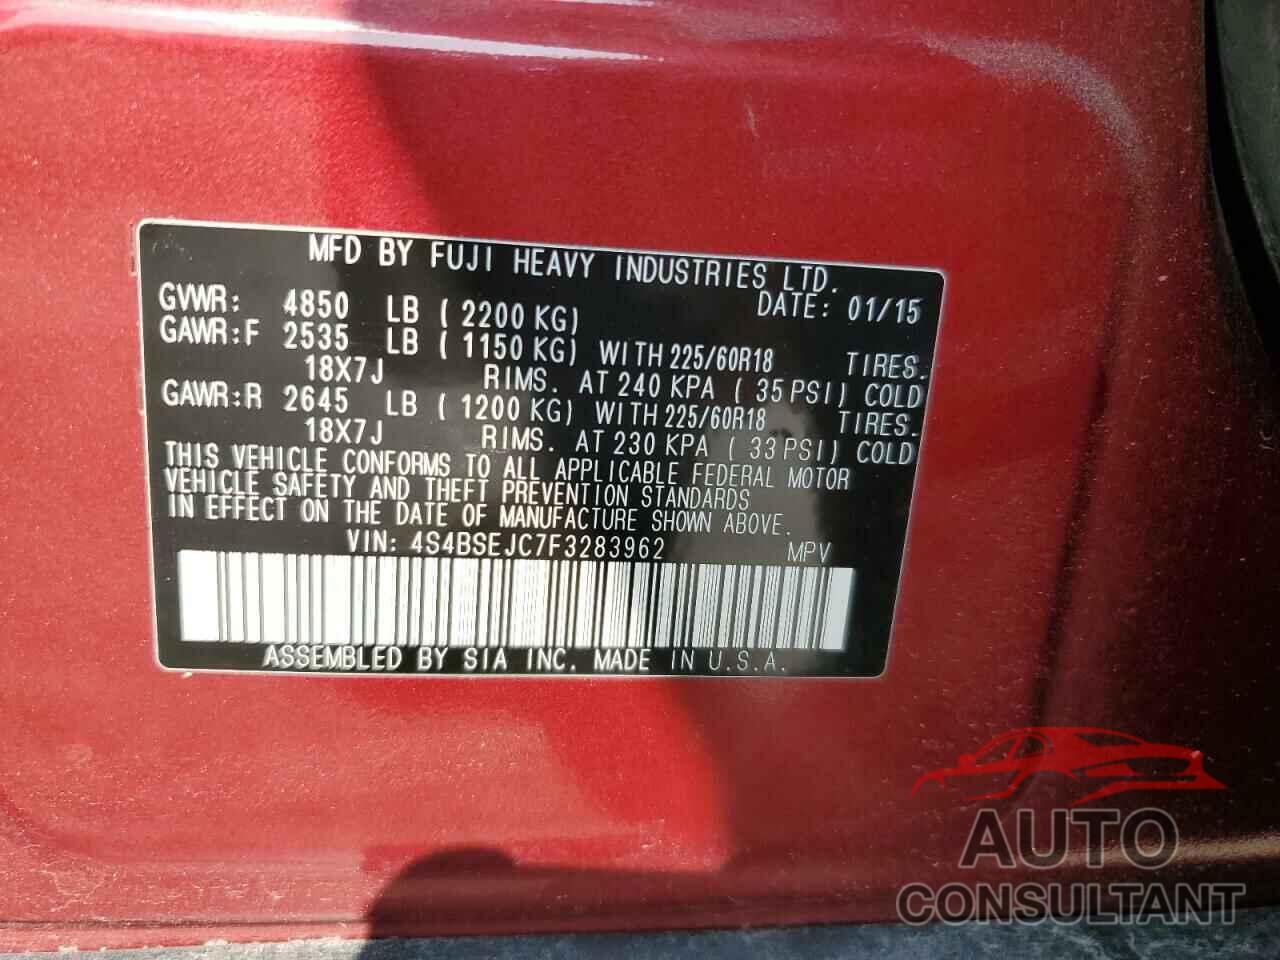 MFD BY FUJI HEAVY INDUSTRIES LTD.
DATE: 01/15
GVWR: 4850 LB ( 2200 KG)
GAWR:F 2535 LB ( 1150 KG) WITH 225/60R18 TIRES.
18X7J RIMS. AT 240 KPA ( 35 PSI) COLD
GAWR:R 2645 LB ( 1200 KG) WITH 225/60R18 TIRES.
18X7J RIMS. AT 230 KPA ( 33 PSI) COLD
THIS VEHICLE CONFORMS TO ALL APPLICABLE FEDERAL MOTOR
VEHICLE SAFETY AND THEFT PREVENTION STANDARDS
IN EFFECT ON THE DATE OF MANUFACTURE SHOWN ABOVE.
VIN: 4S4BSEJC7F3283962 MPV
ASSEMBLED BY SIA INC. MADE IN U.S.A.
AUTO
CONSULTANT